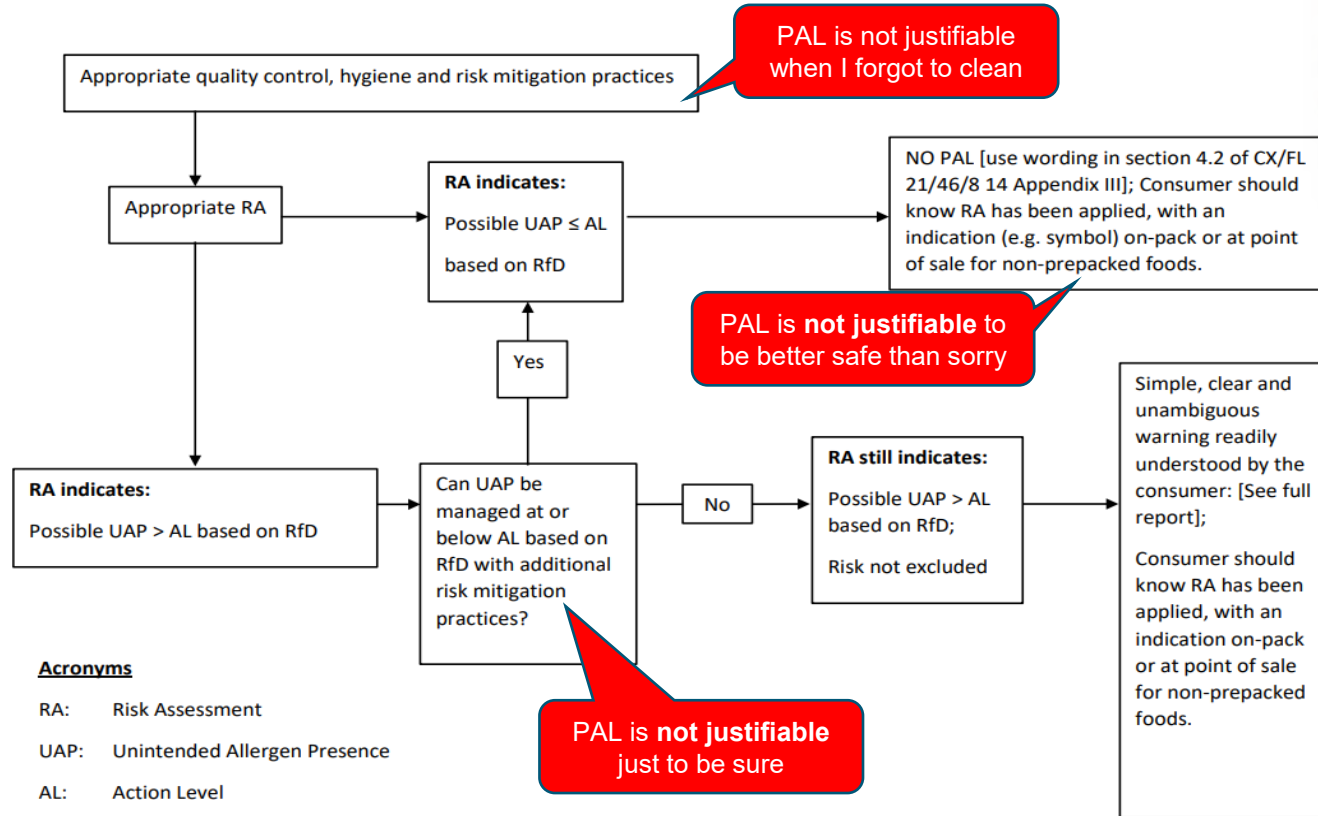 PAL is not justifiable
when I forgot to clean
Appropriate quality control, hygiene and risk mitigation practices
Appropriate RA
RA indicates:
Possible UAP ≤ AL
based on RfD
NO PAL [use wording in section 4.2 of CX/FL
21/46/8 14 Appendix III]; Consumer should
know RA has been applied, with an
indication (e.g. symbol) on-pack or at point
of sale for non-prepacked foods.
PAL is not justifiable to
be better safe than sorry
Yes
RA indicates:
Possible UAP > AL based on RfD
Can UAP be
managed at or
below AL based on
RfD with additional
risk mitigation
practices?
No
RA still indicates:
Possible UAP > AL
based on RfD;
Risk not excluded
Simple, clear and
unambiguous
warning readily
understood by the
consumer: [See full
report];
Consumer should
know RA has been
applied, with an
indication on-pack
or at point of sale
for non-prepacked
foods.
PAL is not justifiable
just to be sure
Acronyms
RA: Risk Assessment
UAP: Unintended Allergen Presence
AL: Action Level